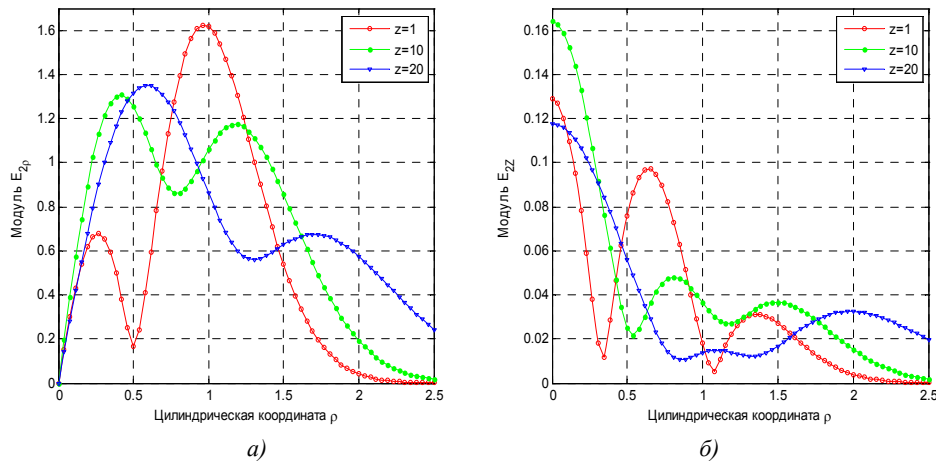 Модуль E2ρ
1.6
1.4
1.2
1
0.8
0.6
0.4
0.2
0
z=1
z=10
z=20
0 0.5 1 1.5 2 2.5
Цилиндрическая координата ρ
а)
Модуль E2Z
0.16
0.14
0.12
0.1
0.08
0.06
0.04
0.02
0
z=1
z=10
z=20
0 0.5 1 1.5 2 2.5
Цилиндрическая координата ρ
б)